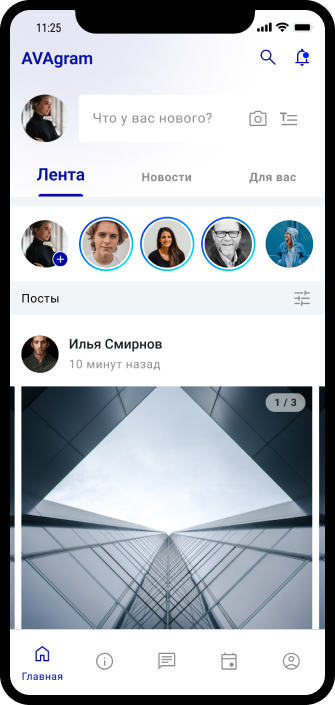 11:25
AVAgram
Что у вас нового?
T
Лента
Новости
Для вас
Посты
Илья Смирнов
10 минут назад
1 / 3
Главная